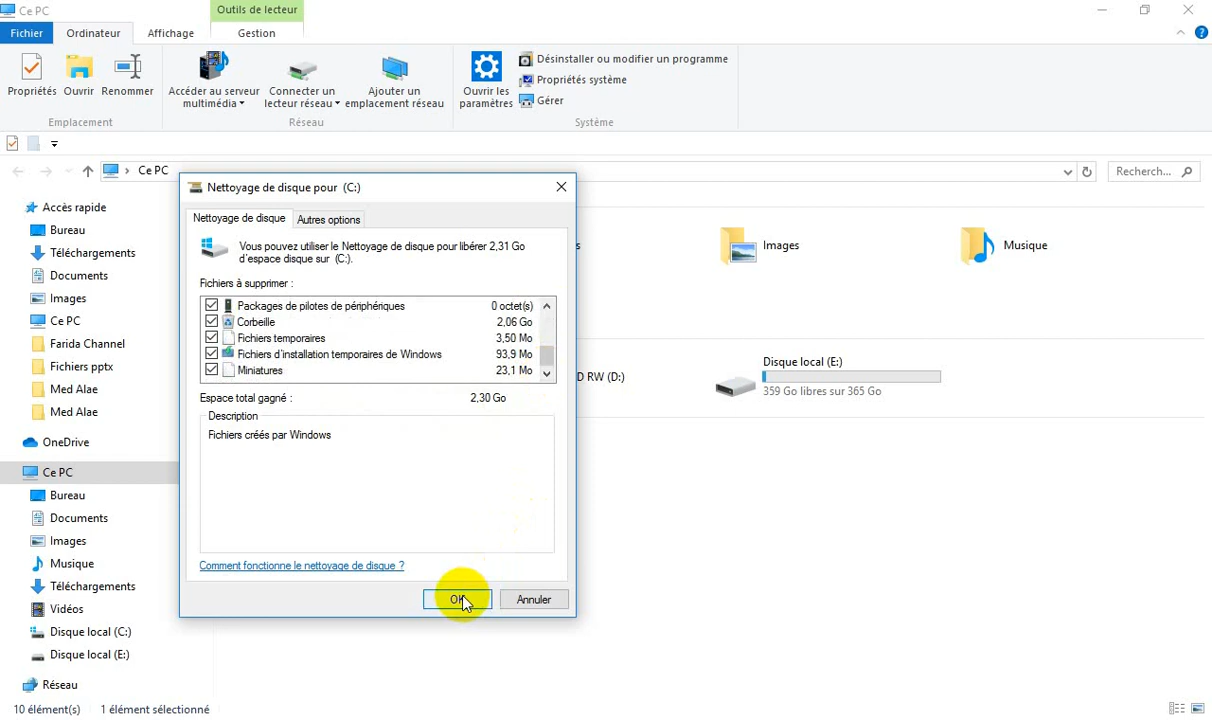 Ce PC
Outils de lecteur
Fichier
Ordinateur
Affichage
Gestion
Propriétés
Ouvrir
Renommer
Accéder au serveur
multimédia
Connecter un
lecteur réseau
Ajouter un
emplacement réseau
Ouvrir les
paramètres
Désinstaller ou modifier un programme
Propriétés système
Gérer
Emplacement
Réseau
Système
Ce PC
Recherch...
Accès rapide
Bureau
Téléchargements
Documents
Images
Ce PC
Farida Channel
Fichiers pptx
Med Alae
Med Alae
OneDrive
Ce PC
Bureau
Documents
Images
Musique
Téléchargements
Vidéos
Disque local (C:)
Disque local (E:)
Réseau
Nettoyage de disque pour (C:)
Nettoyage de disque
Autres options
Vous pouvez utiliser le Nettoyage de disque pour libérer 2,31 Go
d'espace disque sur (C:).
Fichiers à supprimer :
Packages de pilotes de périphériques 0 octet(s)
Corbeille 2,06 Go
Fichiers temporaires 3,50 Mo
Fichiers d'installation temporaires de Windows 93,9 Mo
Miniatures 23,1 Mo
Espace total gagné : 2,30 Go
Description
Fichiers créés par Windows
Comment fonctionne le nettoyage de disque ?
OK
Annuler
s
Images
Musique
D RW (D:)
Disque local (E:)
359 Go libres sur 365 Go
10 élément(s)
1 élément sélectionné